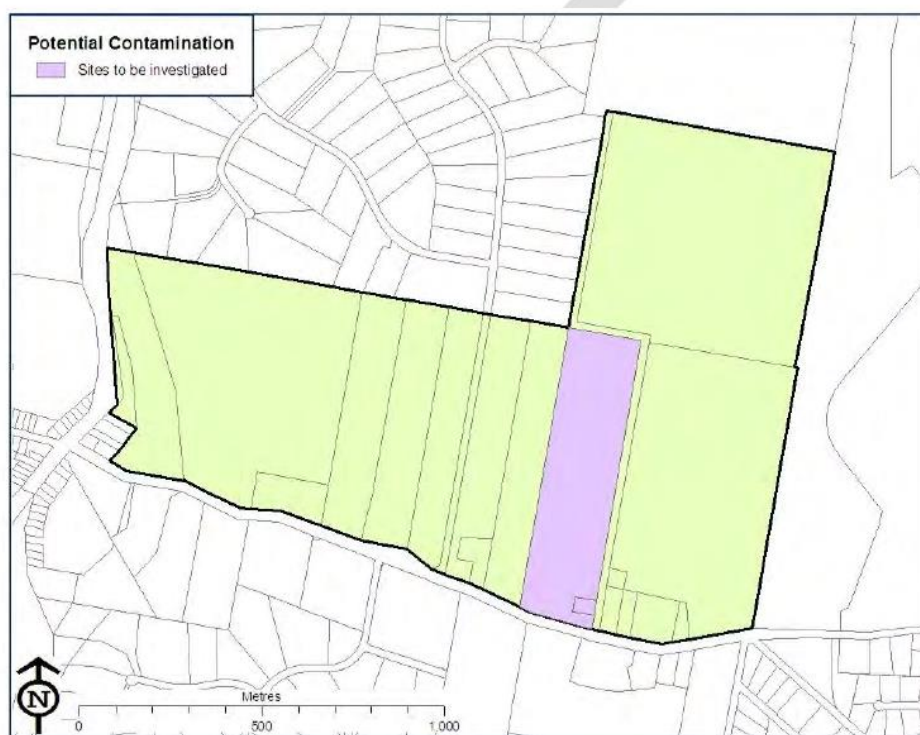 Potential Contamination
Sites to be investigated
N
Metres
0 500 1,000